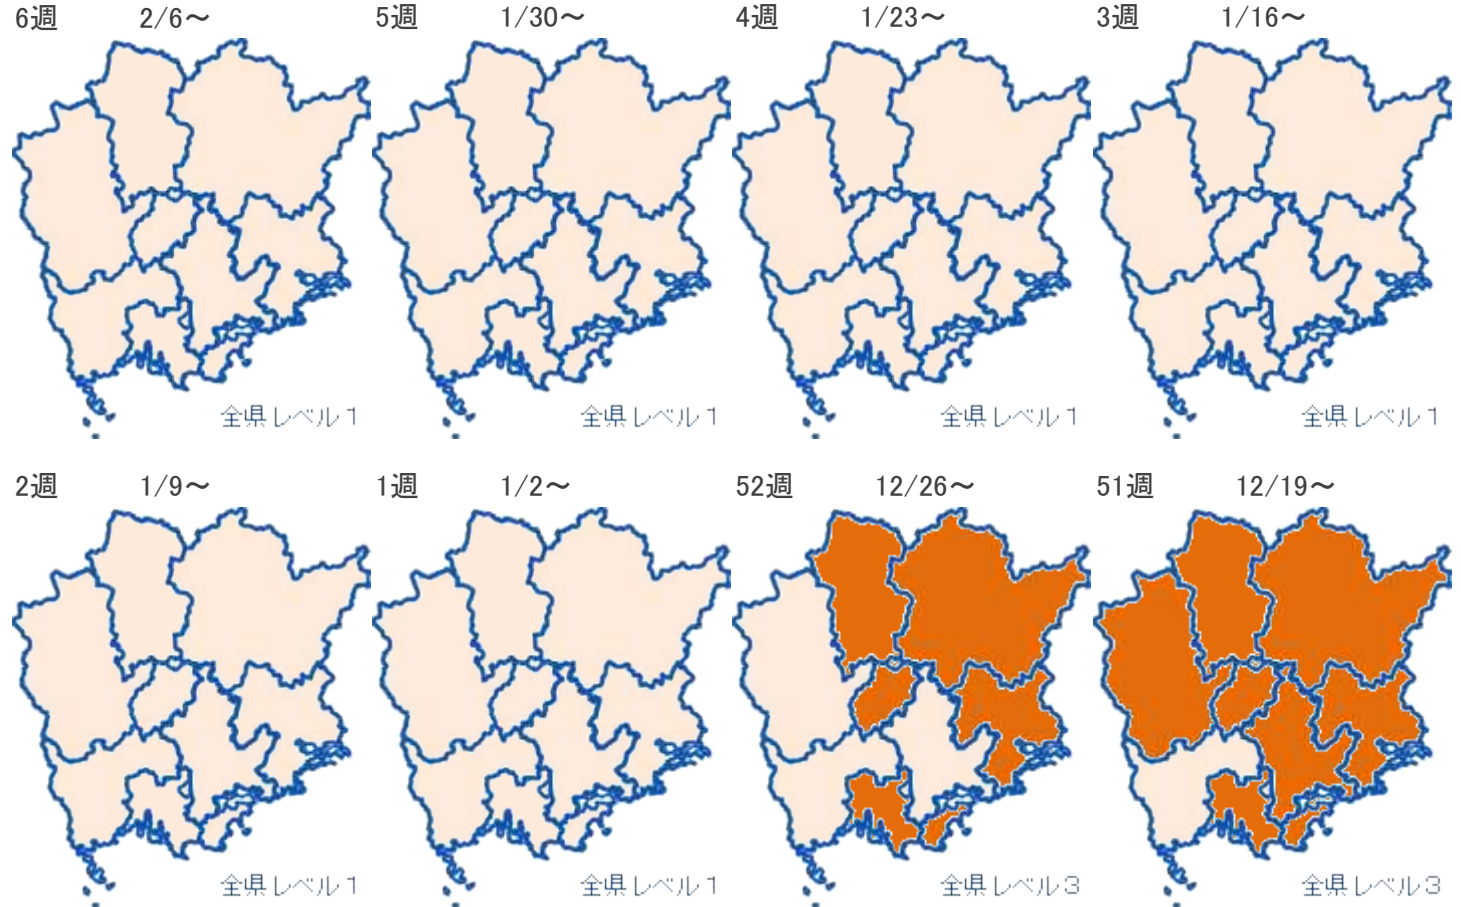 6週 2/6～
5週 1/30～
4週 1/23～
3週 1/16～
全県レベル1
全県レベル1
全県レベル1
全県レベル1
2週 1/9～
1週 1/2～
52週 12/26～
51週 12/19～
全県レベル1
全県レベル1
全県レベル3
全県レベル3